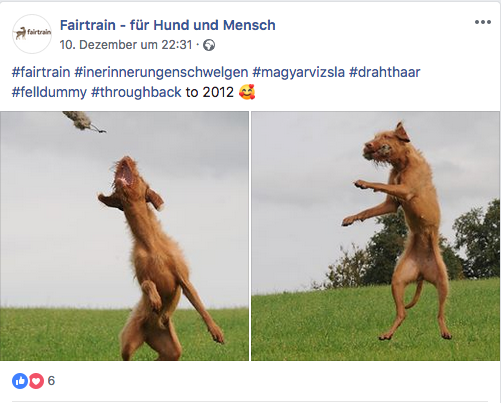 fairtrain
Fairtrain - für Hund und Mensch
10. Dezember um 22:31 ·
#fairtrain #inerinnerungenschwelgen #magyarvizsla #drahthaar
#felldummy #throughback to 2012 🥰
6